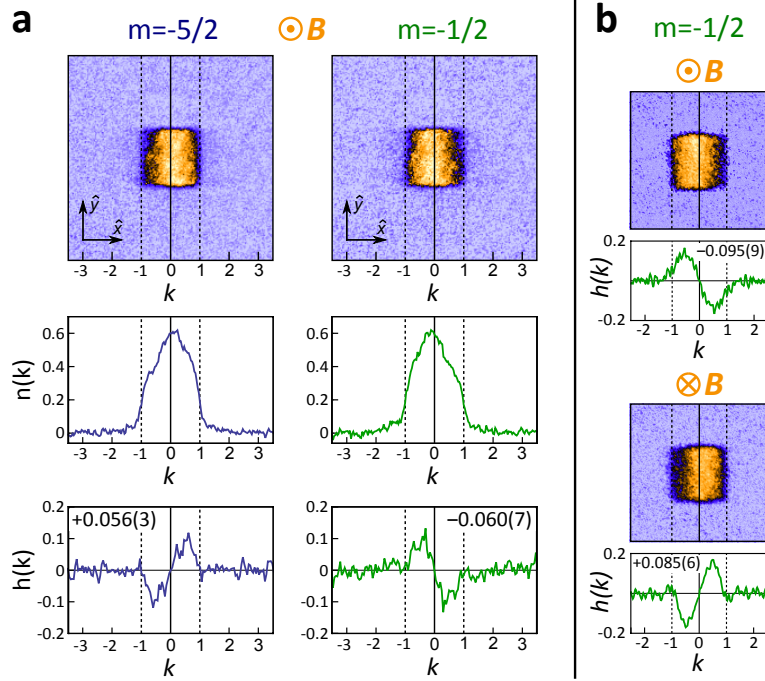 a
m=-5/2 ⊙B m=-1/2
ŷ
x̂
-3 -2 -1 0 1 2 3
k
ŷ
x̂
-3 -2 -1 0 1 2 3
k
n(k)
0.6
0.4
0.2
0
-3 -2 -1 0 1 2 3
k
0.6
0.4
0.2
0
-3 -2 -1 0 1 2 3
k
h(k)
0.2
0.1
0
-0.1
-0.2
+0.056(3)
-3 -2 -1 0 1 2 3
k
0.2
0.1
0
-0.1
-0.2
−0.060(7)
-3 -2 -1 0 1 2 3
k
b
m=-1/2
⊙B
h(k)
0.2
-0.2
−0.095(9)
-2 -1 0 1 2
k
⊗B
h(k)
0.2
-0.2
+0.085(6)
-2 -1 0 1 2
k